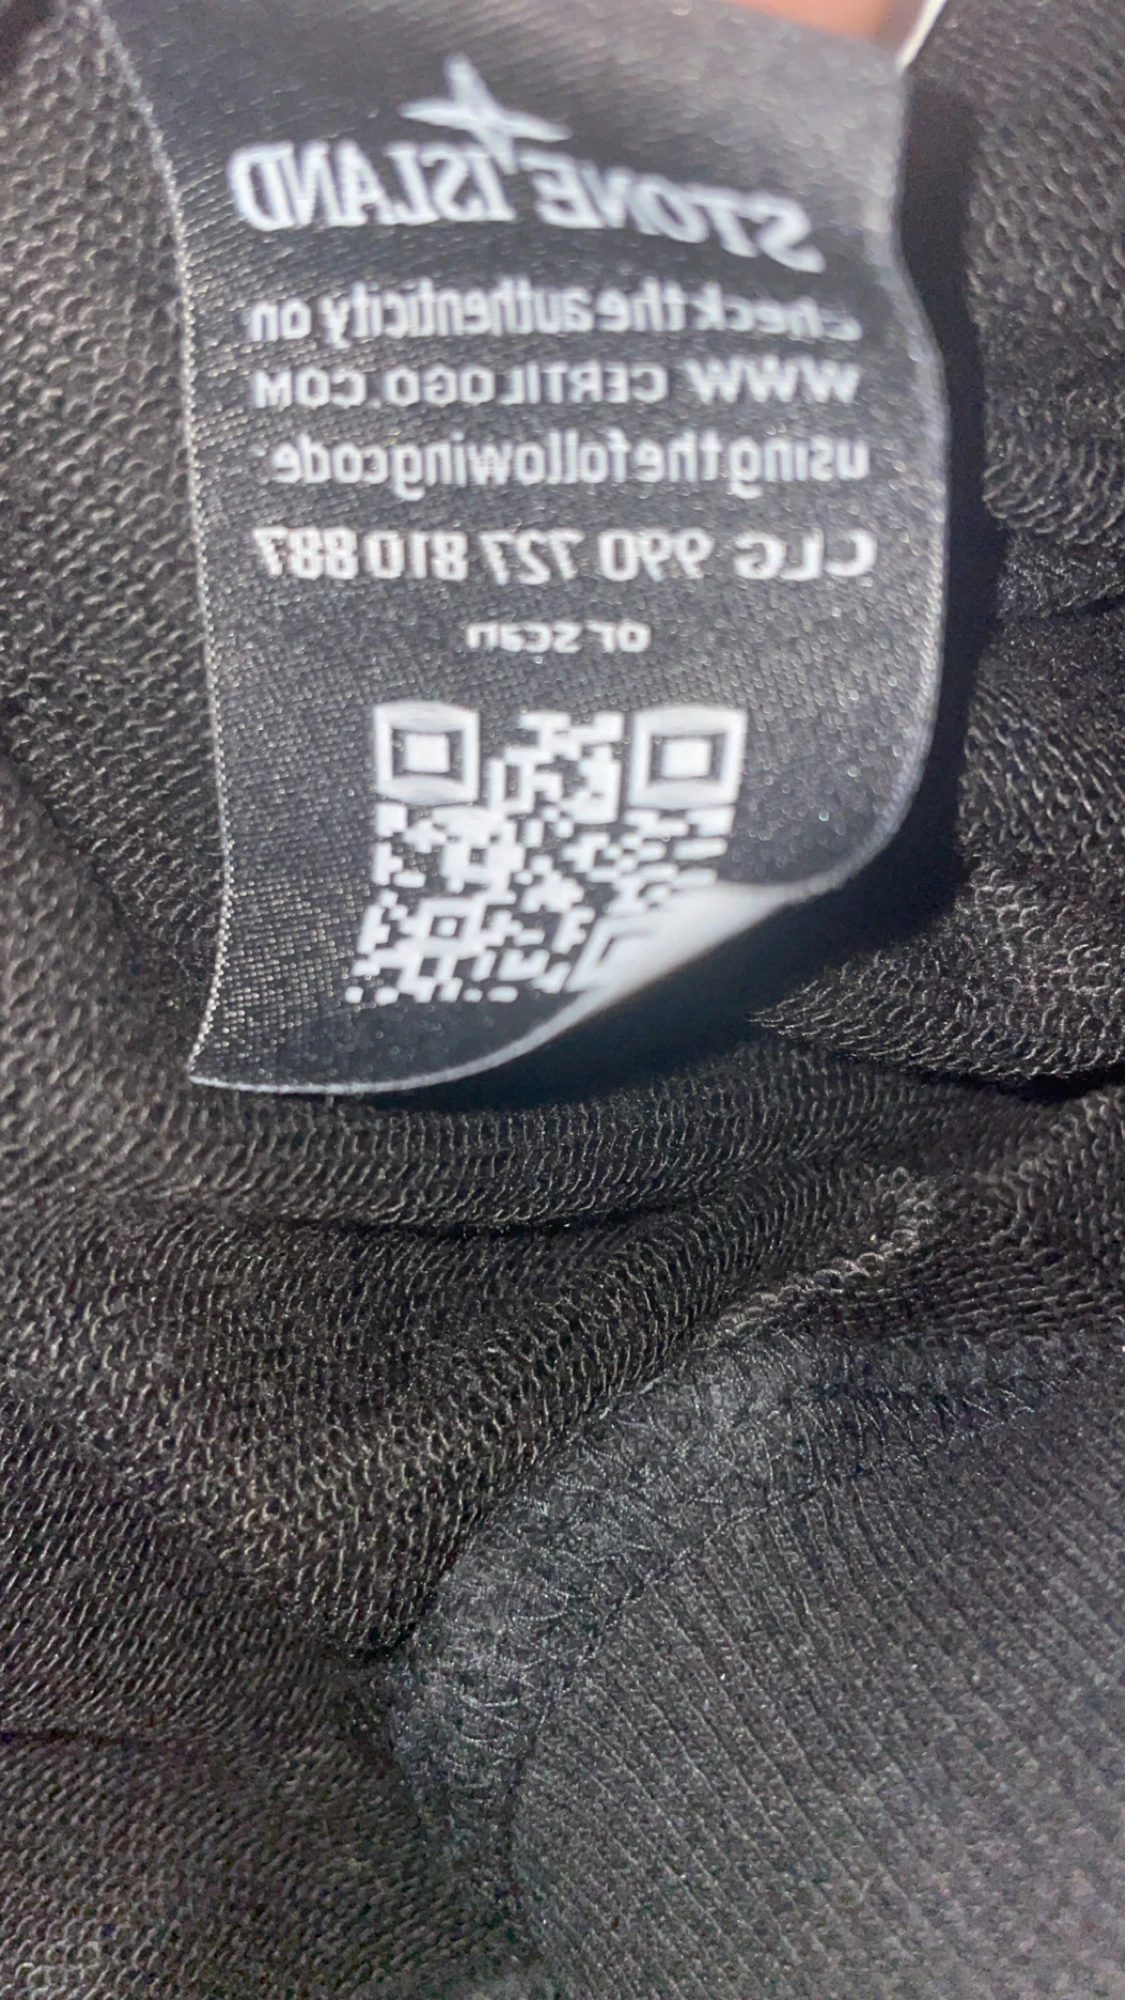 STONE ISLAND
check the authenticity on
WWW CERTILOGO.COM
using the following code
CLG 990 727 810 887
or scan